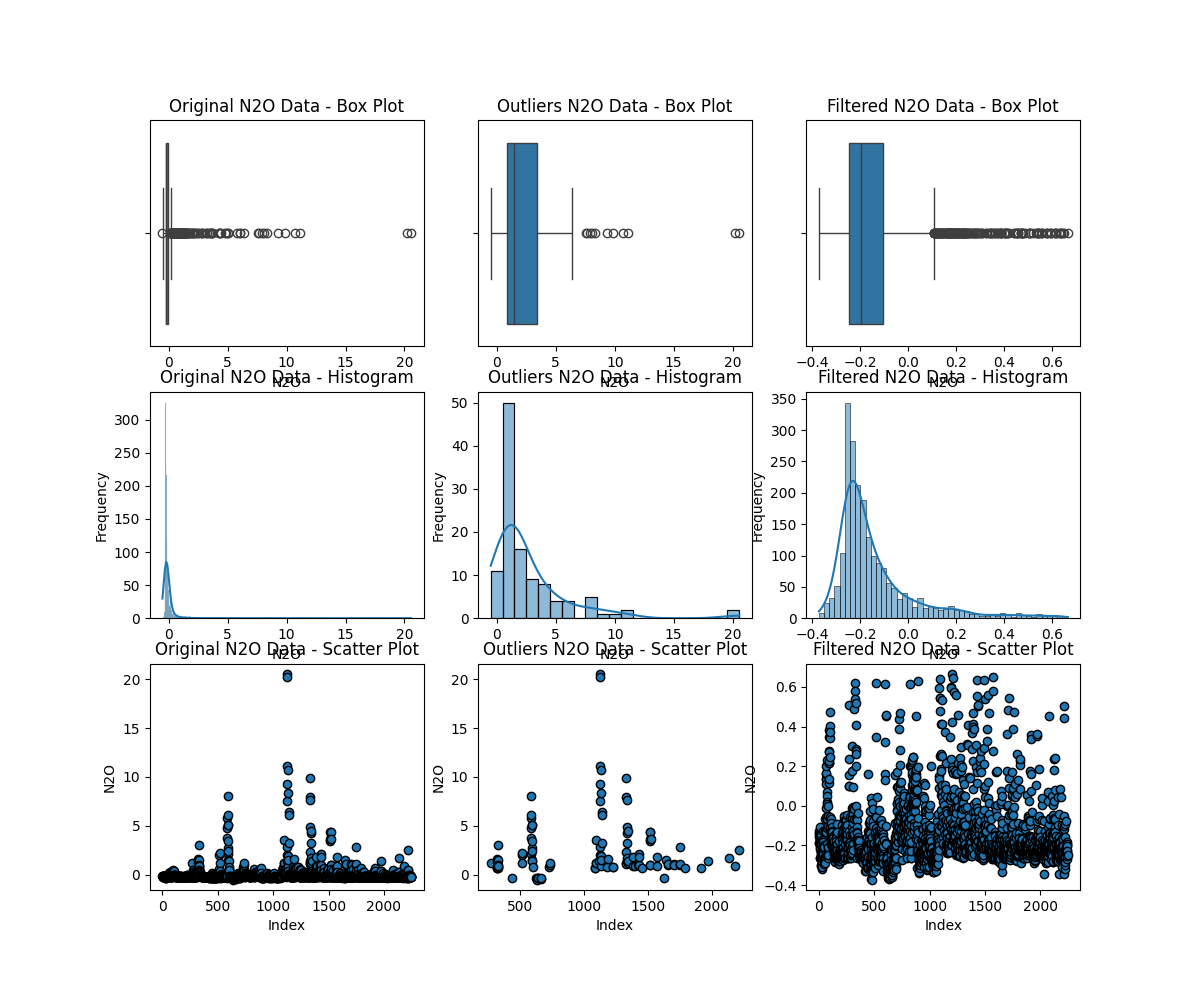 Original N2O Data - Box Plot
Outliers N2O Data - Box Plot
Filtered N2O Data - Box Plot
0 5 10 15 20
0 5 10 15 20
−0.4 −0.2 0.0 0.2 0.4 0.6
N2O
N2O
N2O
Original N2O Data - Histogram
Outliers N2O Data - Histogram
Filtered N2O Data - Histogram
Frequency
350
300
250
200
150
100
50
0
0 5 10 15 20
N2O
Frequency
50
40
30
20
10
0
0 5 10 15 20
N2O
Frequency
350
300
250
200
150
100
50
0
−0.4 −0.2 0.0 0.2 0.4 0.6
N2O
Original N2O Data - Scatter Plot
Outliers N2O Data - Scatter Plot
Filtered N2O Data - Scatter Plot
N2O
20
15
10
5
0
0 500 1000 1500 2000
Index
N2O
20
15
10
5
0
500 1000 1500 2000
Index
N2O
0.6
0.4
0.2
0.0
−0.2
−0.4
0 500 1000 1500 2000
Index